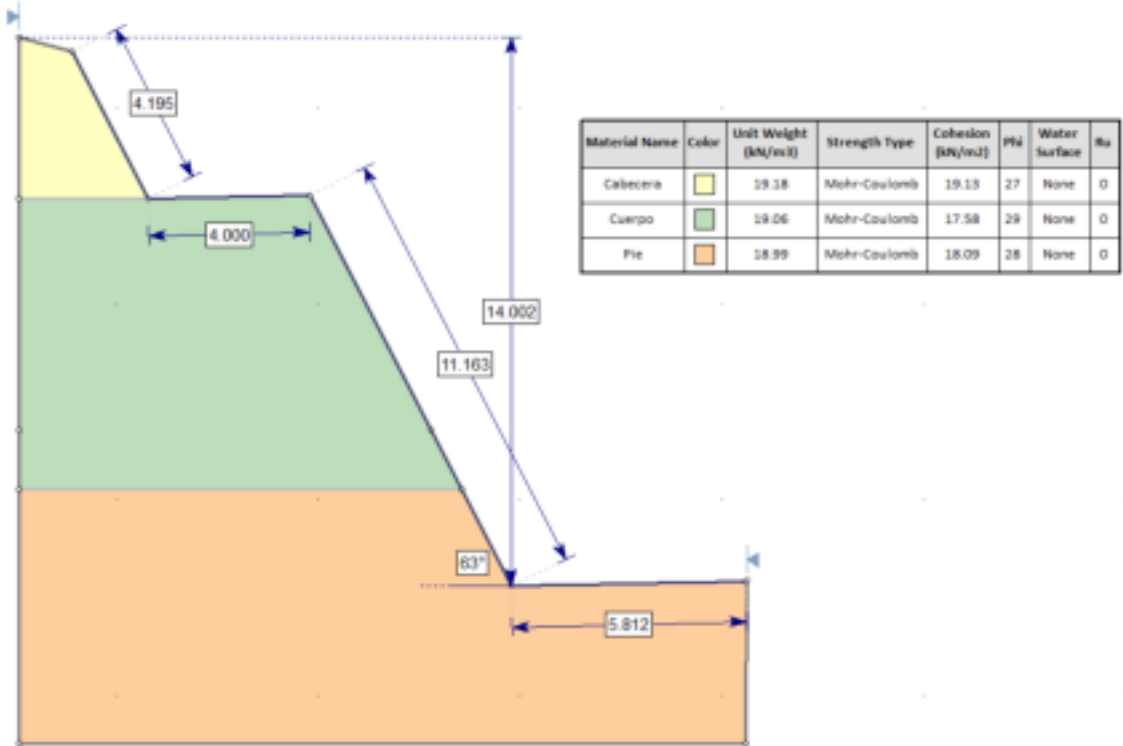 4.195
4.000
14.002
11.163
63°
5.812
Material Name Color Unit Weight (kN/m3) Strength Type Cohesion (kN/m2) Phi Water Surface Ru
Cabecera 19.18 Mohr-Coulomb 19.13 27 None 0
Cuerpo 19.06 Mohr-Coulomb 17.58 29 None 0
Pie 18.99 Mohr-Coulomb 18.09 28 None 0